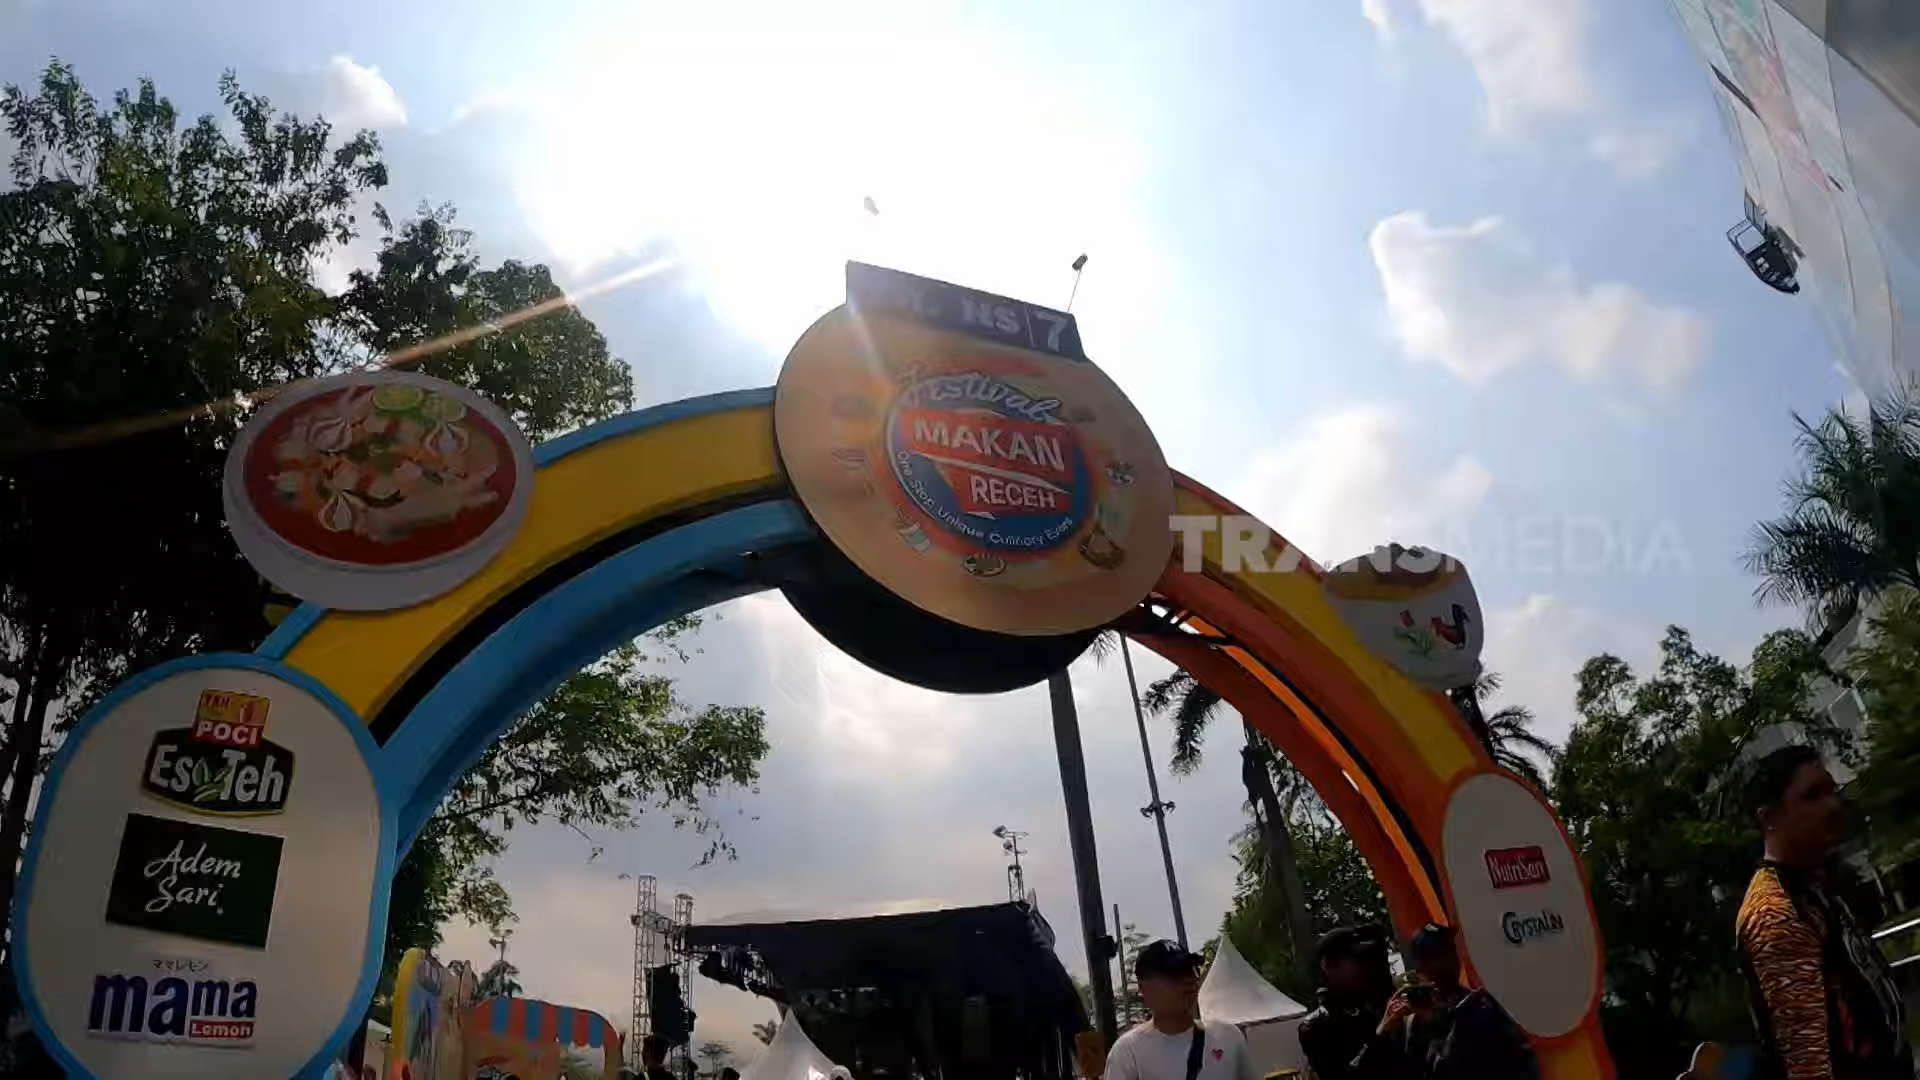 TRANS|7
Festival
MAKAN
RECEH
One Stop Unique Culinary Event
TRANSMEDIA
POCI
Es Teh
Adem
Sari
ママレモン
mama
Lemon
NutriSari
CRYSTALIN